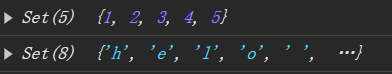 ▶ Set(5) {1, 2, 3, 4, 5}
▶ Set(8) {'h', 'e', 'l', 'o', ' ', …}